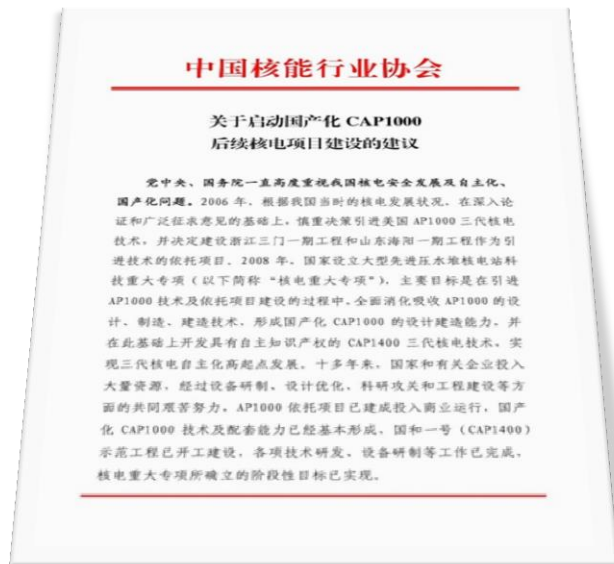 中国核能行业协会
关于启动国产化 CAP1000
后续核电项目建设的建议
党中央、国务院一直高度重视我国核电安全发展及自主化、
国产化问题。2006 年，根据我国当时的核电发展状况，在深入论
证和广泛征求意见的基础上，慎重决策引进美国 AP1000 三代核电
技术，并决定建设浙江三门一期工程和山东海阳一期工程作为引
进技术的依托项目。2008 年，国家设立大型先进压水堆核电站科
技重大专项（以下简称“核电重大专项”），主要目标是在引进
AP1000 技术及依托项目建设的过程中，全面消化吸收 AP1000 的设
计、制造、建造技术，形成国产化 CAP1000 的设计建造能力，并
在此基础上开发具有自主知识产权的 CAP1400 三代核电技术，实
现三代核电自主化高起点发展。十多年来，国家和有关企业投入
大量资源，经过设备研制、设计优化、科研攻关和工程建设等方
面的共同艰苦努力，AP1000 依托项目已建成投入商业运行，国产
化 CAP1000 技术及配套能力已经基本形成，国和一号（CAP1400）
示范工程已开工建设，各项技术研发、设备研制等工作已完成，
核电重大专项所确立的阶段性目标已实现。